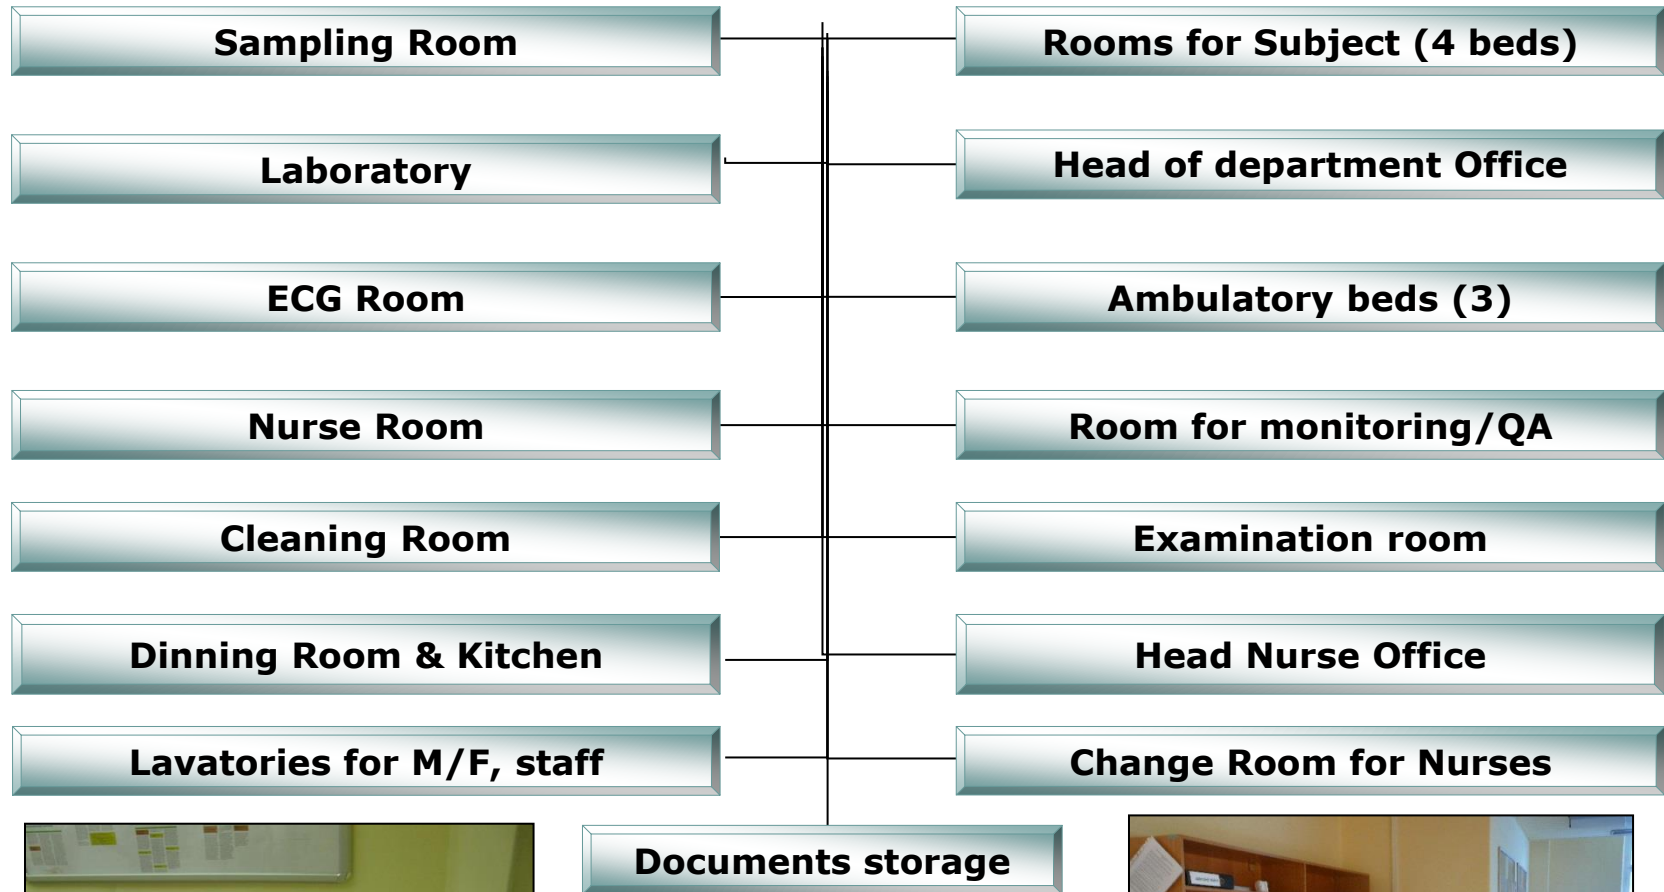 Sampling Room
Rooms for Subject (4 beds)
Laboratory
Head of department Office
ECG Room
Ambulatory beds (3)
Nurse Room
Room for monitoring/QA
Cleaning Room
Examination room
Dinning Room & Kitchen
Head Nurse Office
Lavatories for M/F, staff
Change Room for Nurses
Documents storage